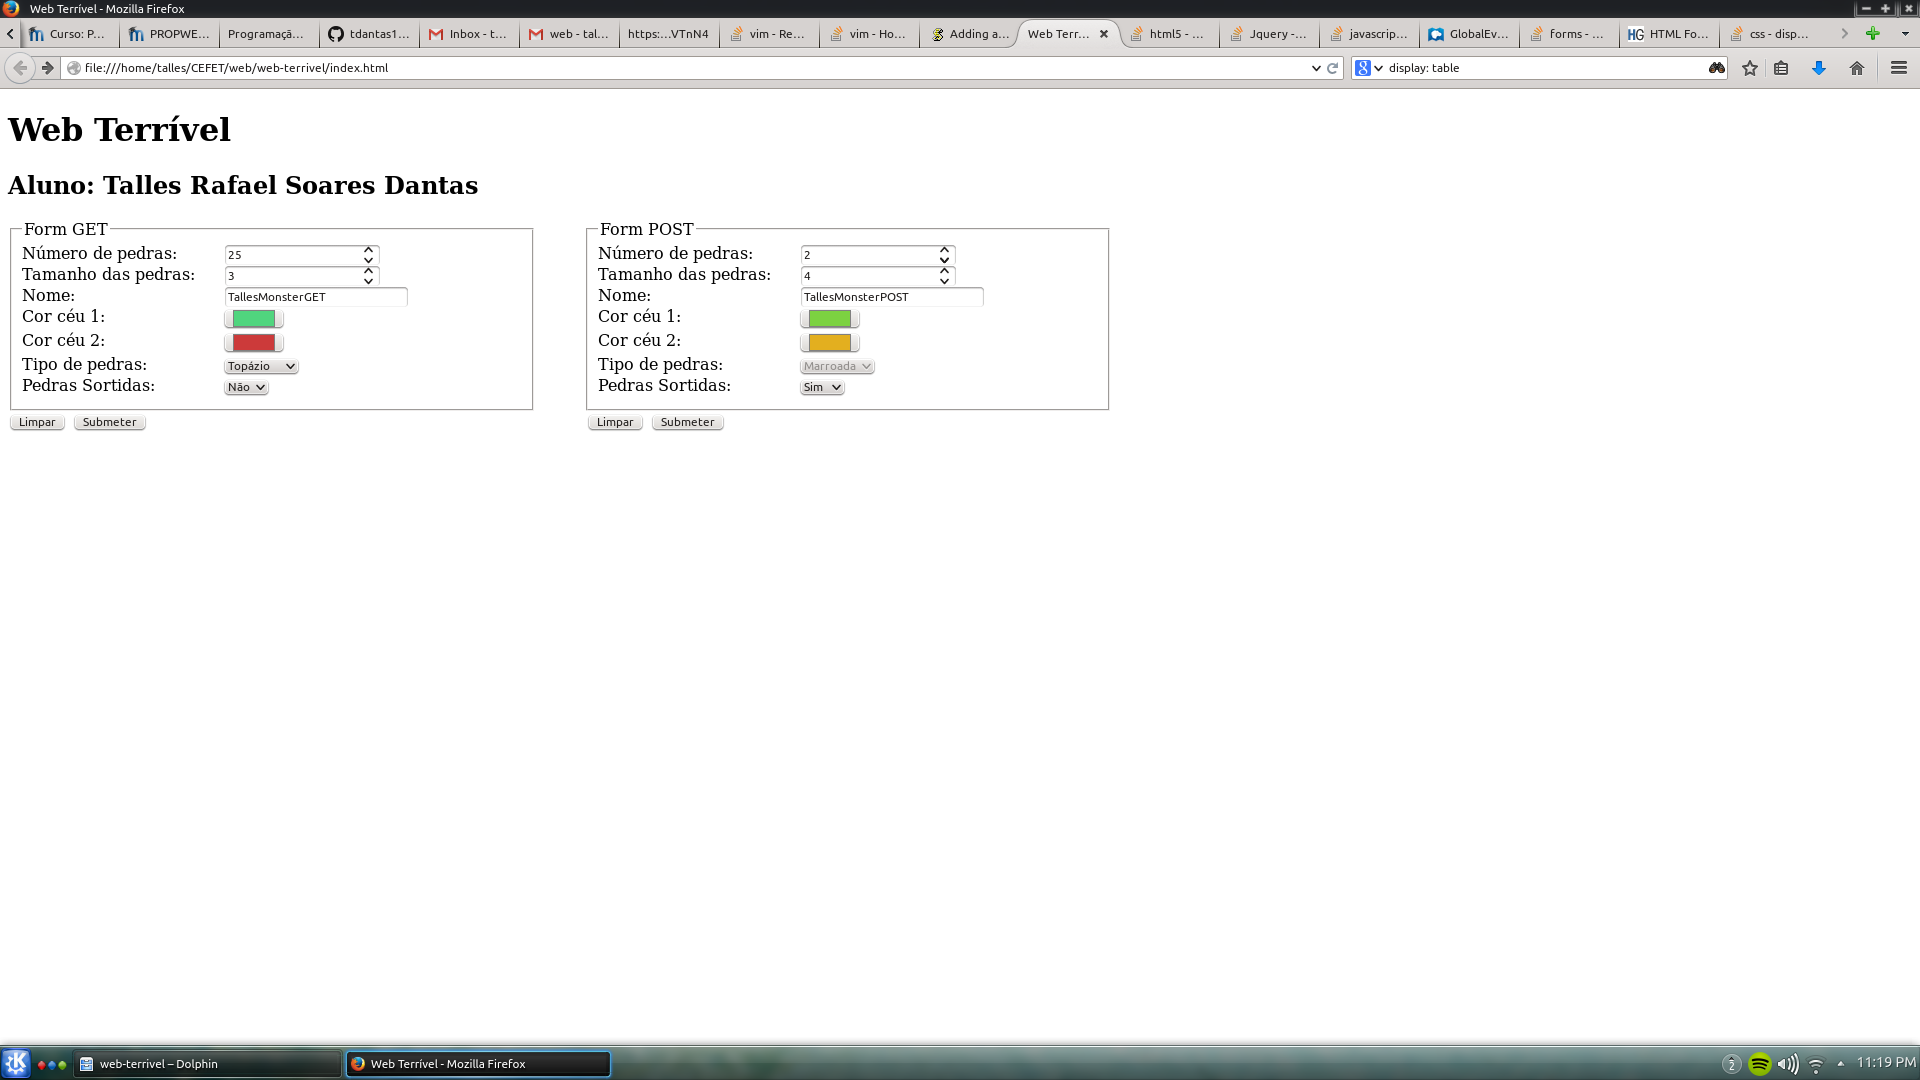 Web Terrível - Mozilla Firefox
Curso: P... PROPWE... Programaçã... tdantas1... Inbox - t... web - tal... https:...VTnN4 vim - Re... vim - Ho... Adding a... Web Terr... html5 - ... Jquery -... javascrip... GlobalEv... forms - ... HTML Fo... css - disp...
file:///home/talles/CEFET/web/web-terrivel/index.html display: table
Web Terrível
Aluno: Talles Rafael Soares Dantas
Form GET
Número de pedras: 25
Tamanho das pedras: 3
Nome: TallesMonsterGET
Cor céu 1:
Cor céu 2:
Tipo de pedras: Topázio
Pedras Sortidas: Não
Limpar Submeter
Form POST
Número de pedras: 2
Tamanho das pedras: 4
Nome: TallesMonsterPOST
Cor céu 1:
Cor céu 2:
Tipo de pedras: Marroada
Pedras Sortidas: Sim
Limpar Submeter
web-terrivel – Dolphin Web Terrível - Mozilla Firefox 2 11:19 PM